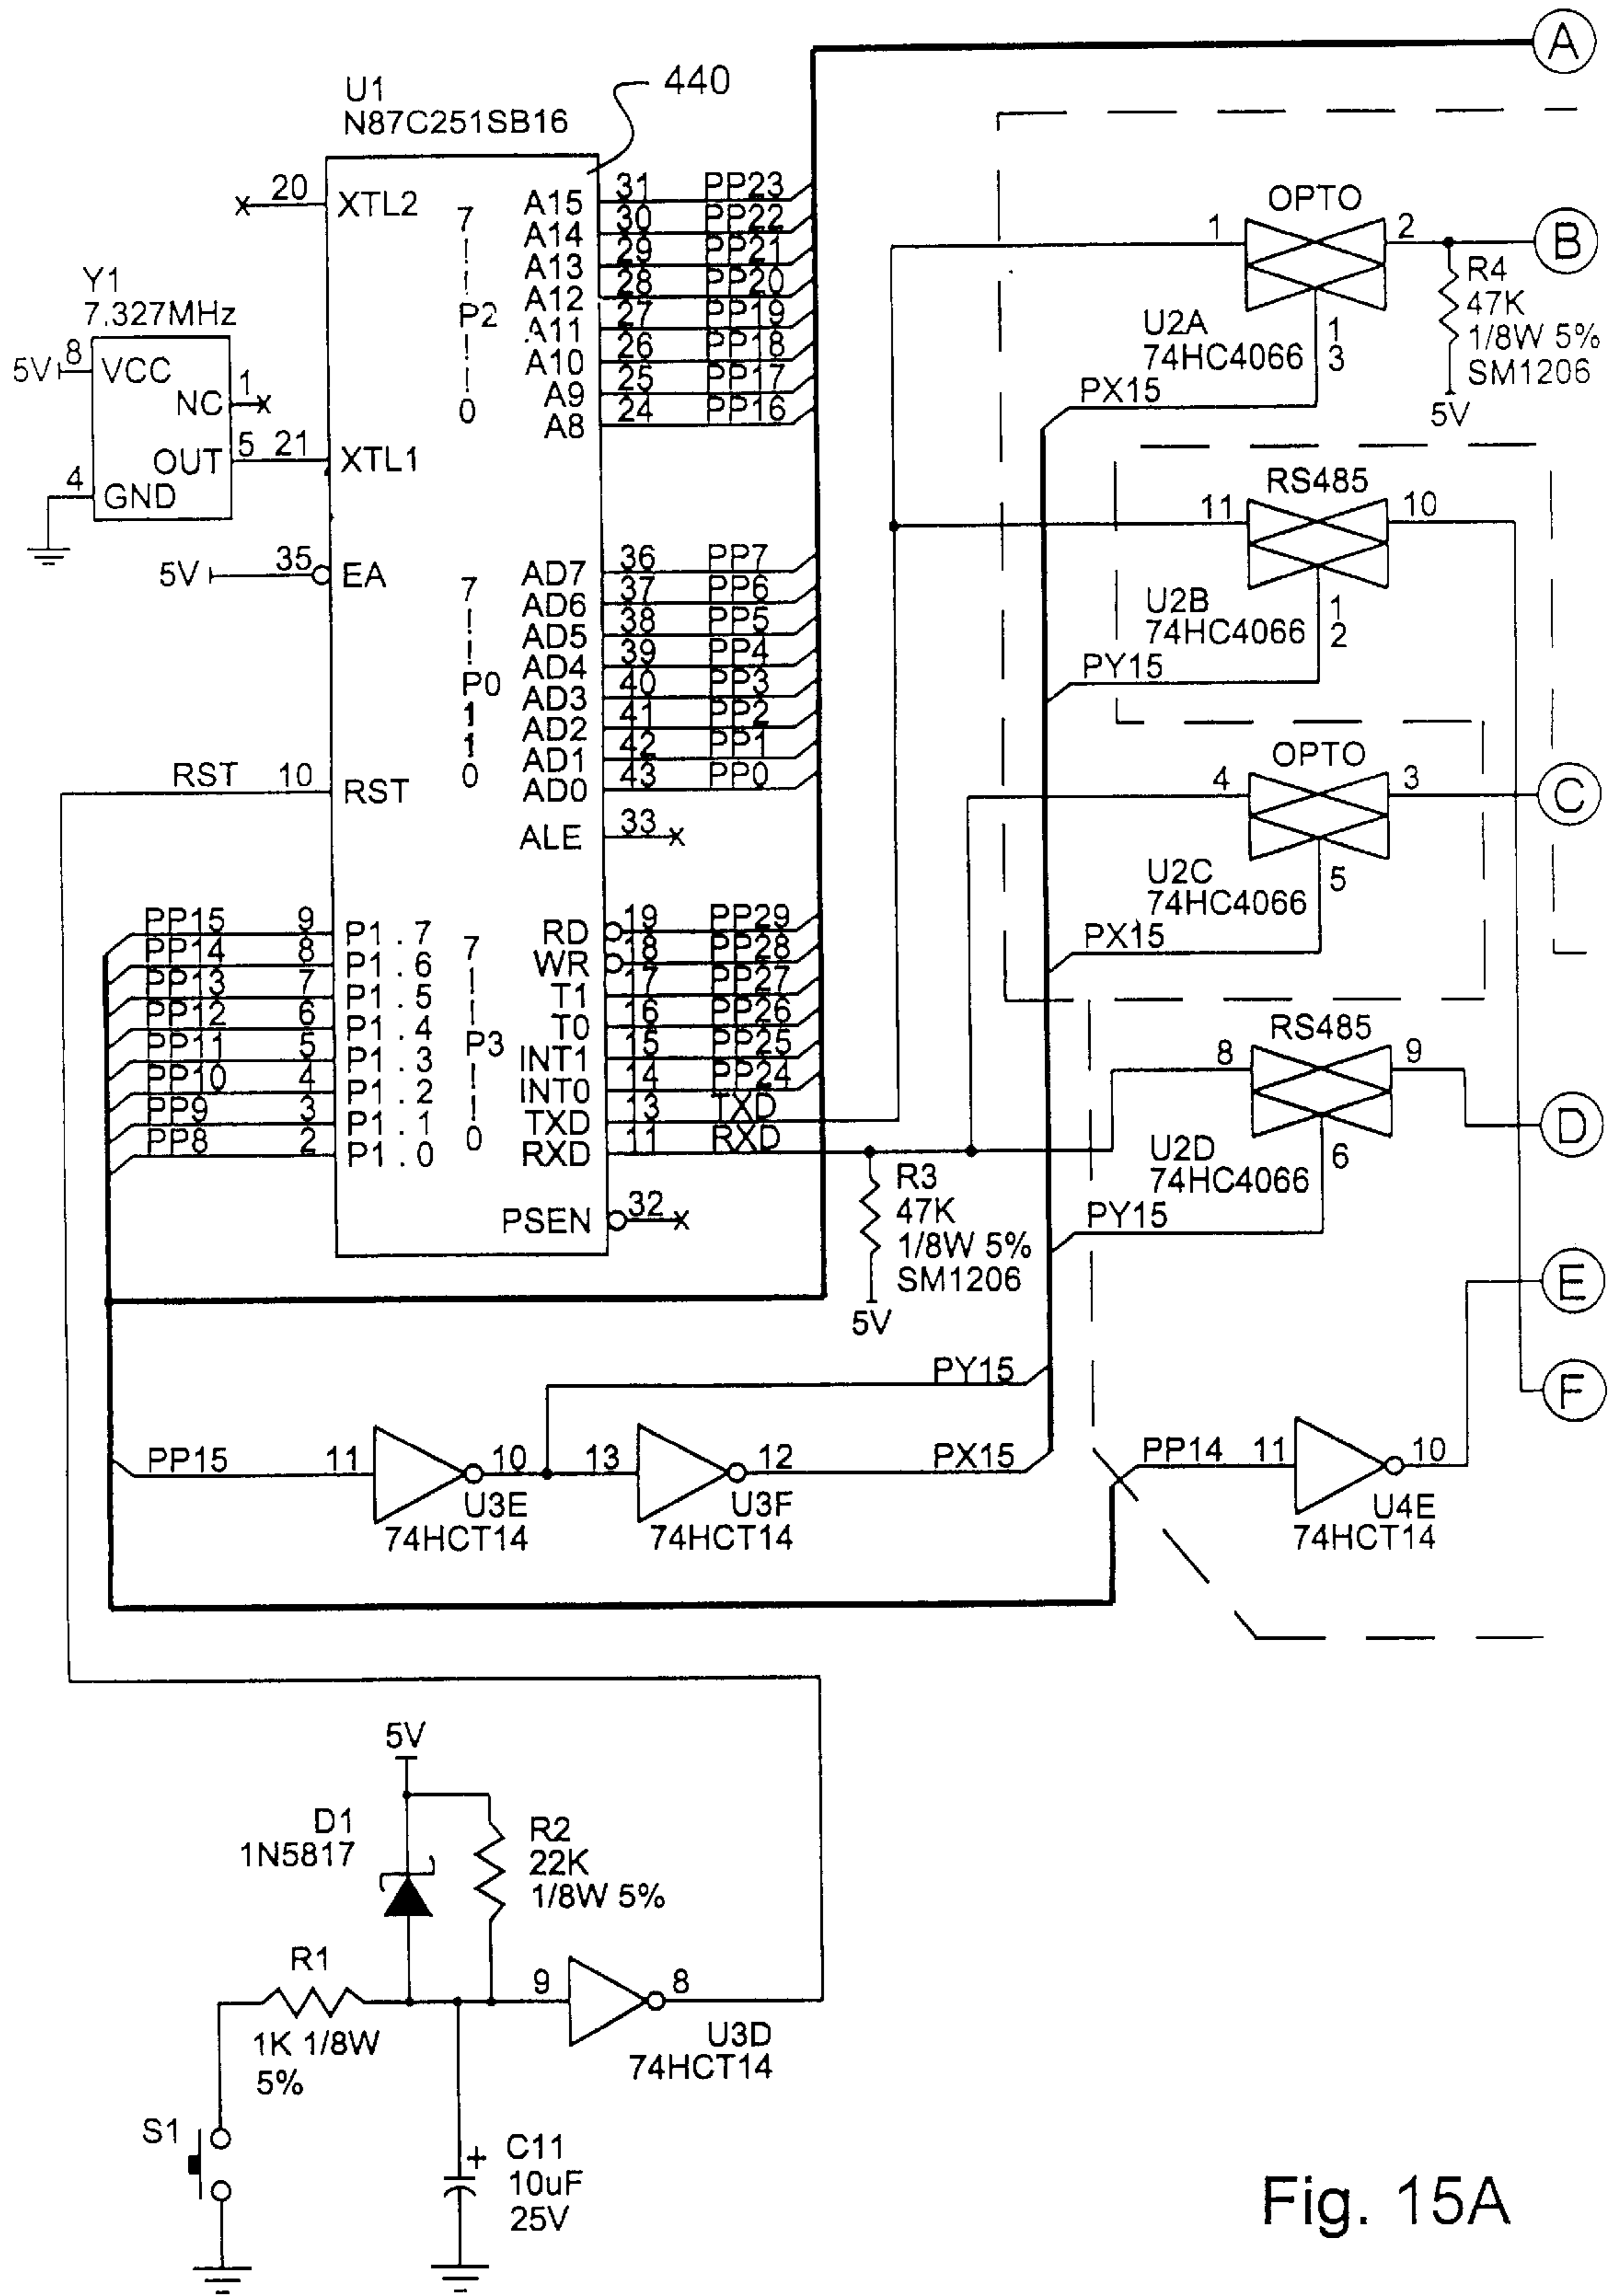 A
440
U1
N87C251SB16
20
XTL2
7
P2
0
A15 31 PP23
A14 30 PP22
A13 29 PP21
A12 28 PP20
A11 27 PP19
A10 26 PP18
A9 25 PP17
A8 24 PP16
Y1
7.327MHz
5V 8 VCC
NC 1
OUT 5 21 XTL1
4 GND
OPTO
1 2
B
R4
47K
1/8W 5%
SM1206
5V
U2A
74HC4066
1
3
PX15
RS485
11 10
U2B
74HC4066
1
2
PY15
5V 35 EA
7
P0
1
1
0
AD7 36 PP7
AD6 37 PP6
AD5 38 PP5
AD4 39 PP4
AD3 40 PP3
AD2 41 PP2
AD1 42 PP1
AD0 43 PP0
RST 10 RST
ALE 33
OPTO
4 3
C
U2C
74HC4066
5
PX15
PP15 9 P1.7
PP14 8 P1.6
PP13 7 P1.5
PP12 6 P1.4
PP11 5 P1.3
PP10 4 P1.2
PP9 3 P1.1
PP8 2 P1.0
7
P3
0
RD 19 PP29
WR 18 PP28
T1 17 PP27
T0 16 PP26
INT1 15 PP25
INT0 14 PP24
TXD 13 TXD
RXD 11 RXD
PSEN 32
R3
47K
1/8W 5%
SM1206
5V
RS485
8 9
D
U2D
74HC4066
6
PY15
E
F
PY15
PP15 11 10 13 12 PX15
U3E
74HCT14
U3F
74HCT14
PP14 11 10
U4E
74HCT14
5V
D1
1N5817
R2
22K
1/8W 5%
R1
1K 1/8W
5%
9 8
U3D
74HCT14
S1
+
C11
10uF
25V
Fig. 15A